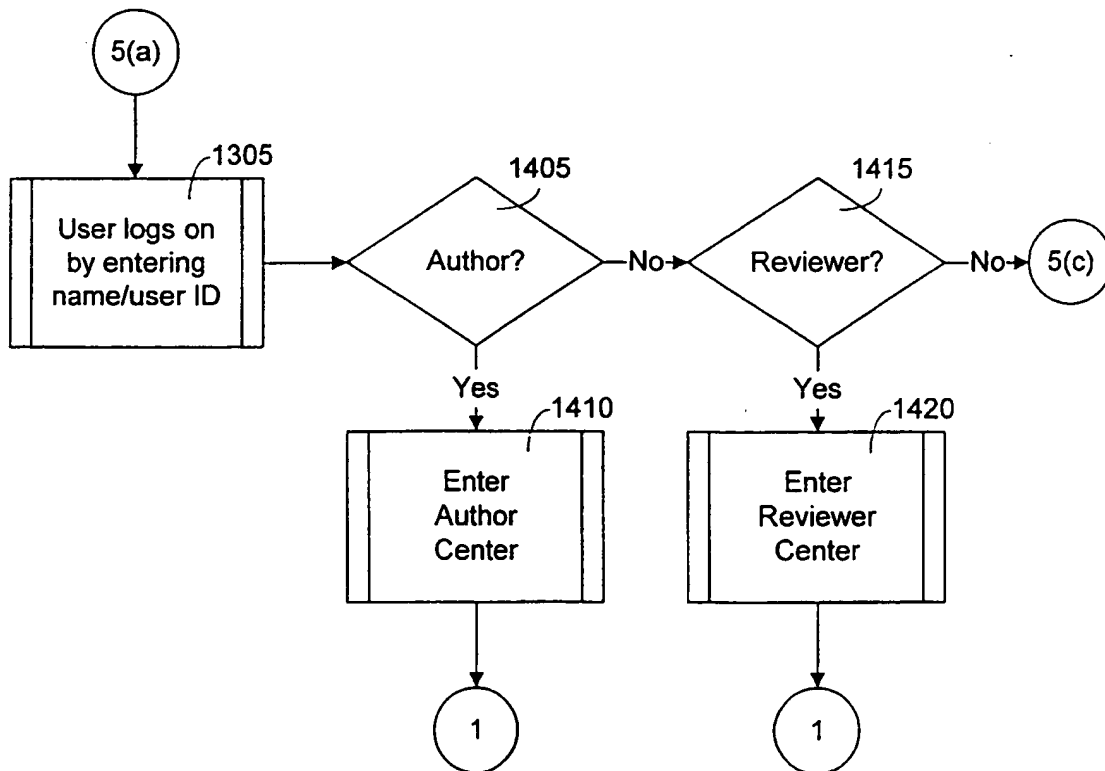 5(a)
1305
User logs on
by entering
name/user ID
1405
Author?
No
1415
Reviewer?
No
5(c)
Yes
Yes
1410
Enter
Author
Center
1420
Enter
Reviewer
Center
1
1